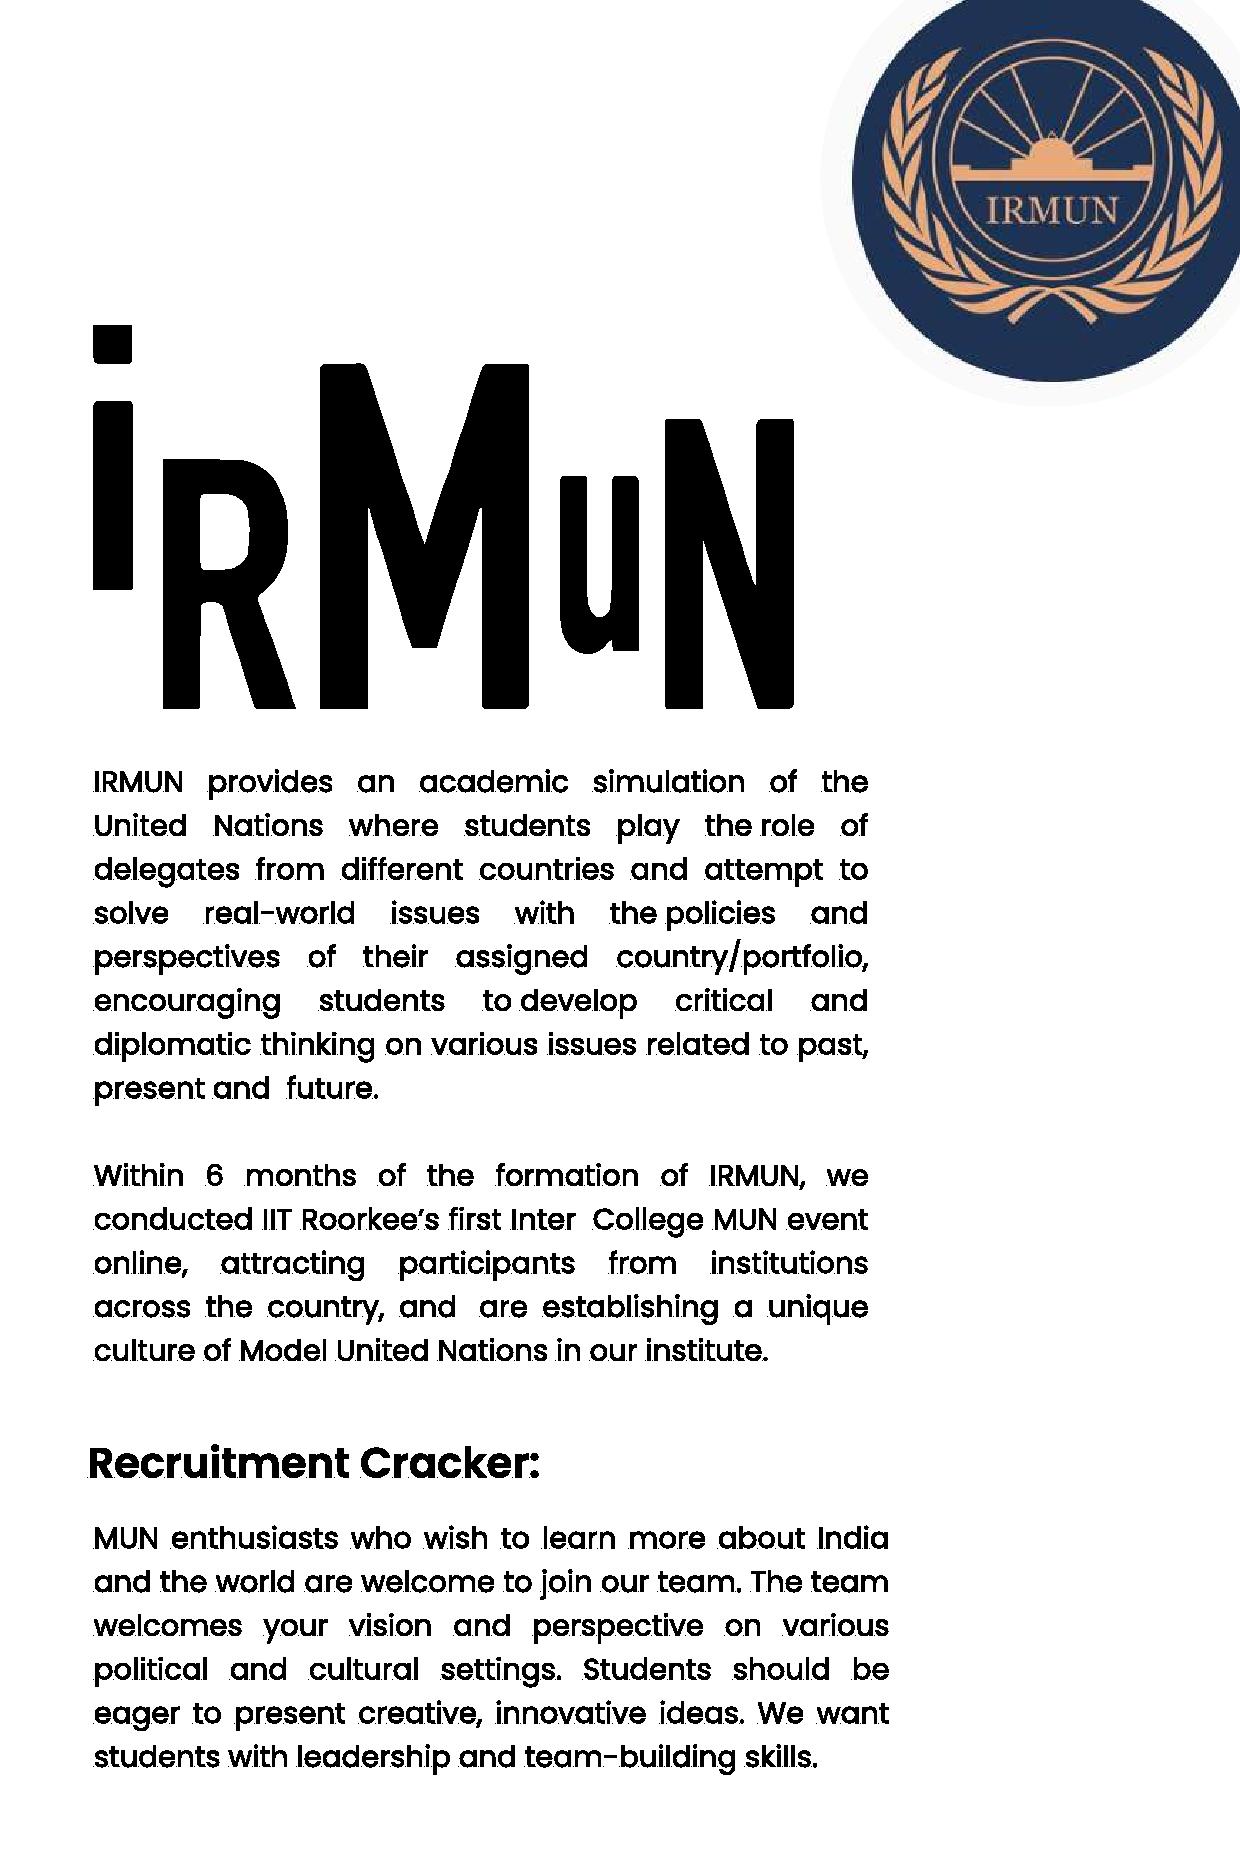 IRMUN
iRMuN
IRMUN provides an academic simulation of the
United Nations where students play the role of
delegates from different countries and attempt to
solve real-world issues with the policies and
perspectives of their assigned country/portfolio,
encouraging students to develop critical and
diplomatic thinking on various issues related to past,
present and future.
Within 6 months of the formation of IRMUN, we
conducted IIT Roorkee’s first Inter College MUN event
online, attracting participants from institutions
across the country, and are establishing a unique
culture of Model United Nations in our institute.
Recruitment Cracker:
MUN enthusiasts who wish to learn more about India
and the world are welcome to join our team. The team
welcomes your vision and perspective on various
political and cultural settings. Students should be
eager to present creative, innovative ideas. We want
students with leadership and team-building skills.